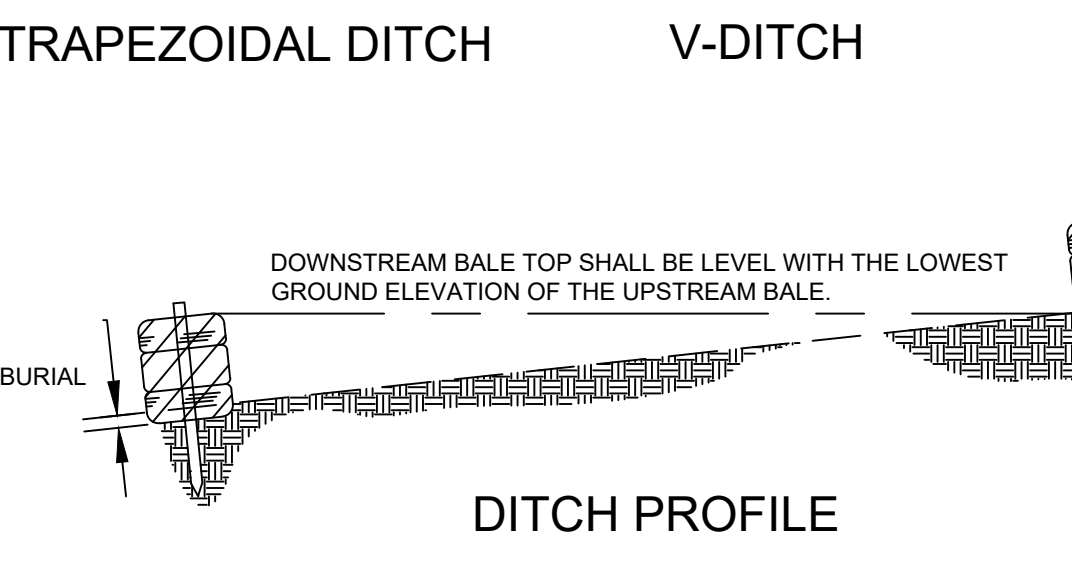 TRAPEZOIDAL DITCH
V-DITCH
DOWNSTREAM BALE TOP SHALL BE LEVEL WITH THE LOWEST
GROUND ELEVATION OF THE UPSTREAM BALE.
BURIAL
DITCH PROFILE